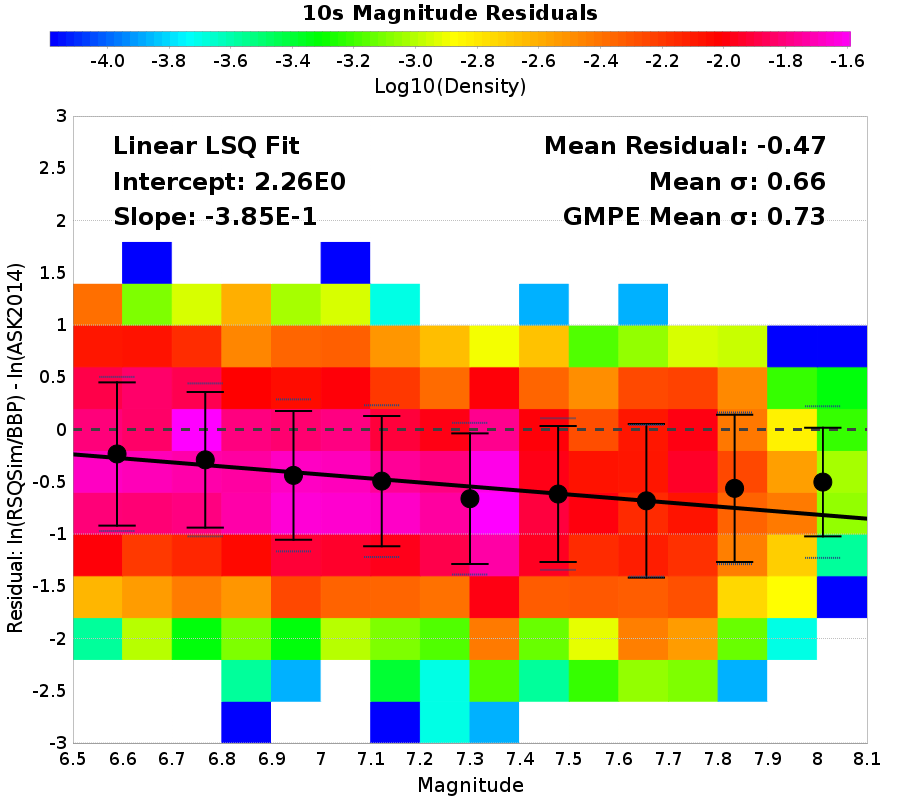 10s Magnitude Residuals
-4.0 -3.8 -3.6 -3.4 -3.2 -3.0 -2.8 -2.6 -2.4 -2.2 -2.0 -1.8 -1.6
Log10(Density)
Linear LSQ Fit
Intercept: 2.26E0
Slope: -3.85E-1
Mean Residual: -0.47
Mean σ: 0.66
GMPE Mean σ: 0.73
Residual: ln(RSQSim/BBP) - ln(ASK2014)
3
2.5
2
1.5
1
0.5
0
-0.5
-1
-1.5
-2
-2.5
-3
6.5 6.6 6.7 6.8 6.9 7 7.1 7.2 7.3 7.4 7.5 7.6 7.7 7.8 7.9 8 8.1
Magnitude